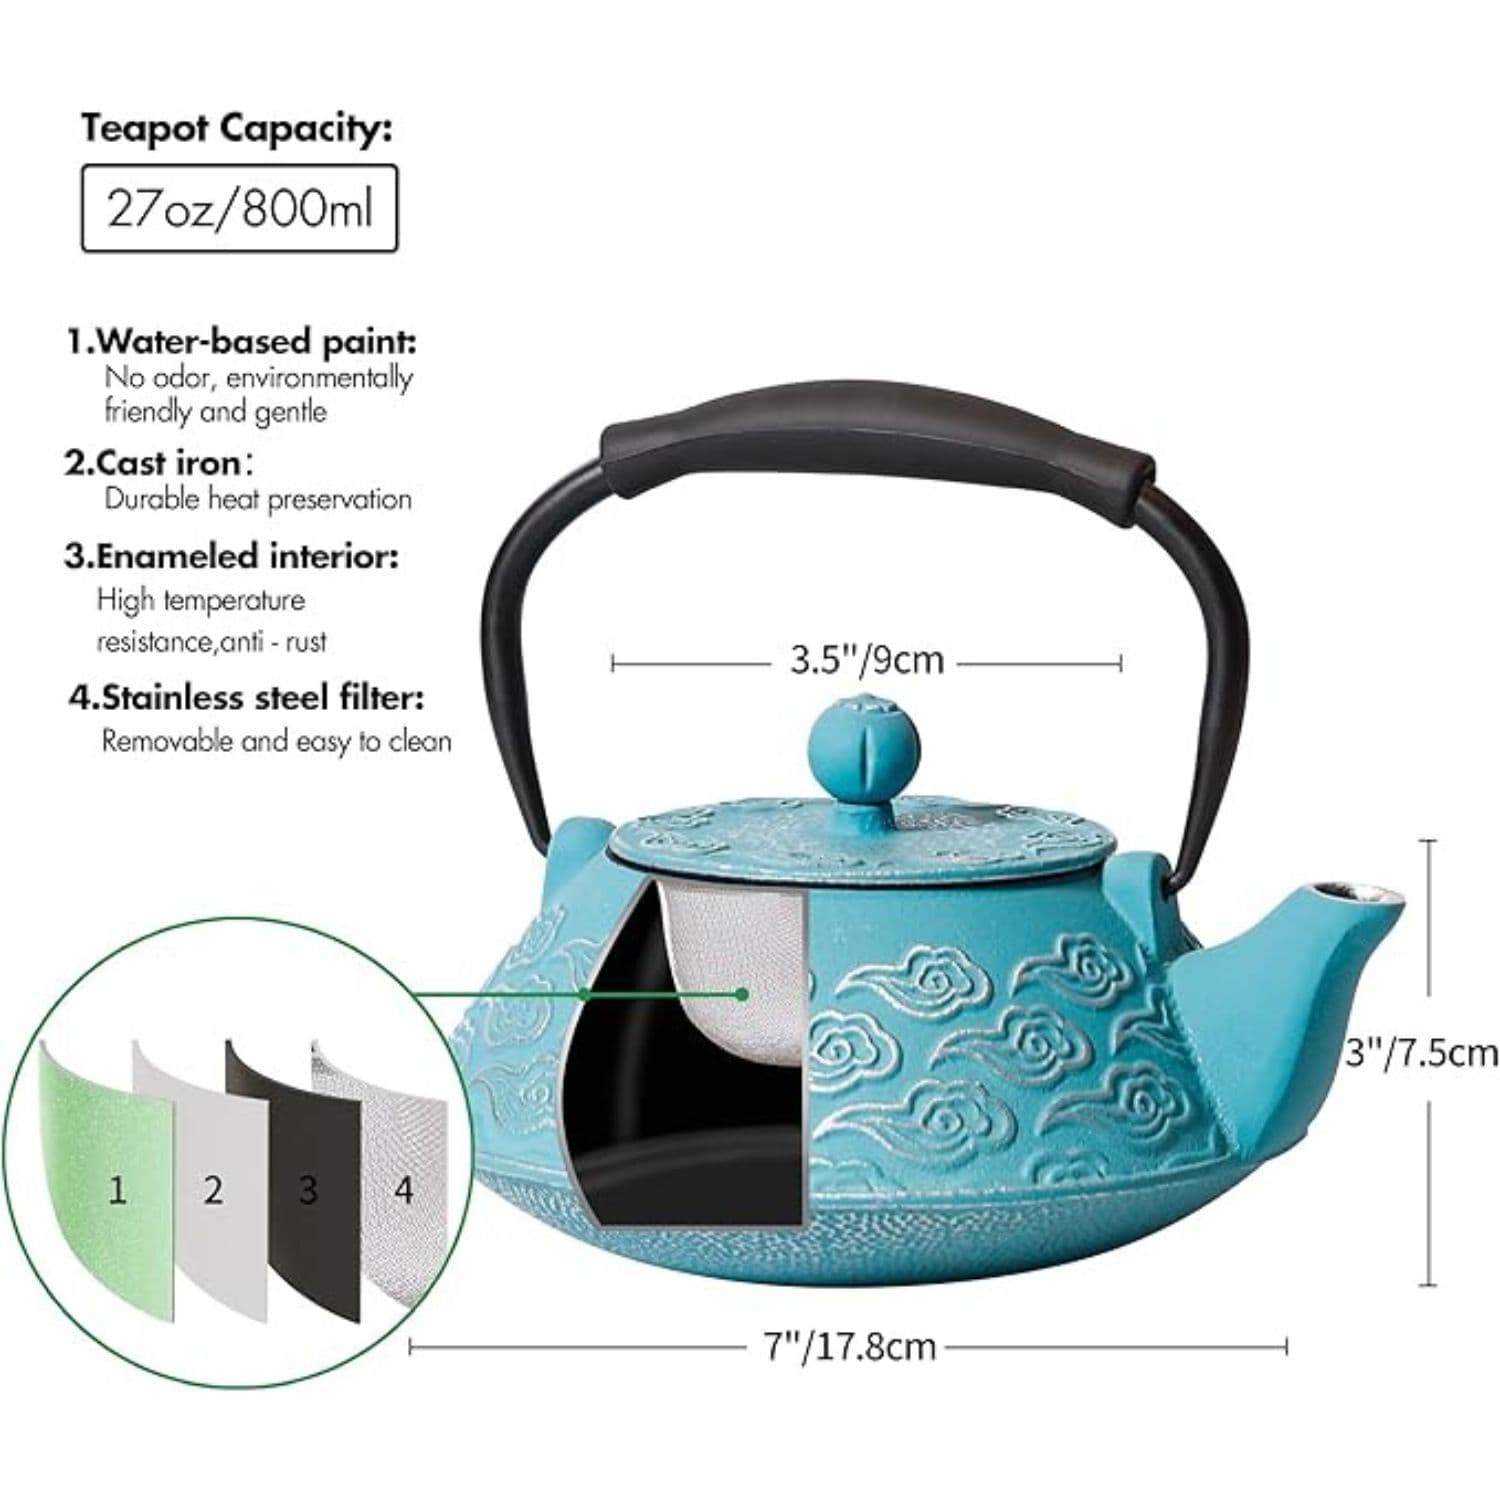 Teapot Capacity:
27oz/800ml
1.Water-based paint:
No odor, environmentally
friendly and gentle
2.Cast iron:
Durable heat preservation
3.Enameled interior:
High temperature
resistance,anti - rust
4.Stainless steel filter:
Removable and easy to clean
3.5"/9cm
3"/7.5cm
1 2 3 4
7"/17.8cm